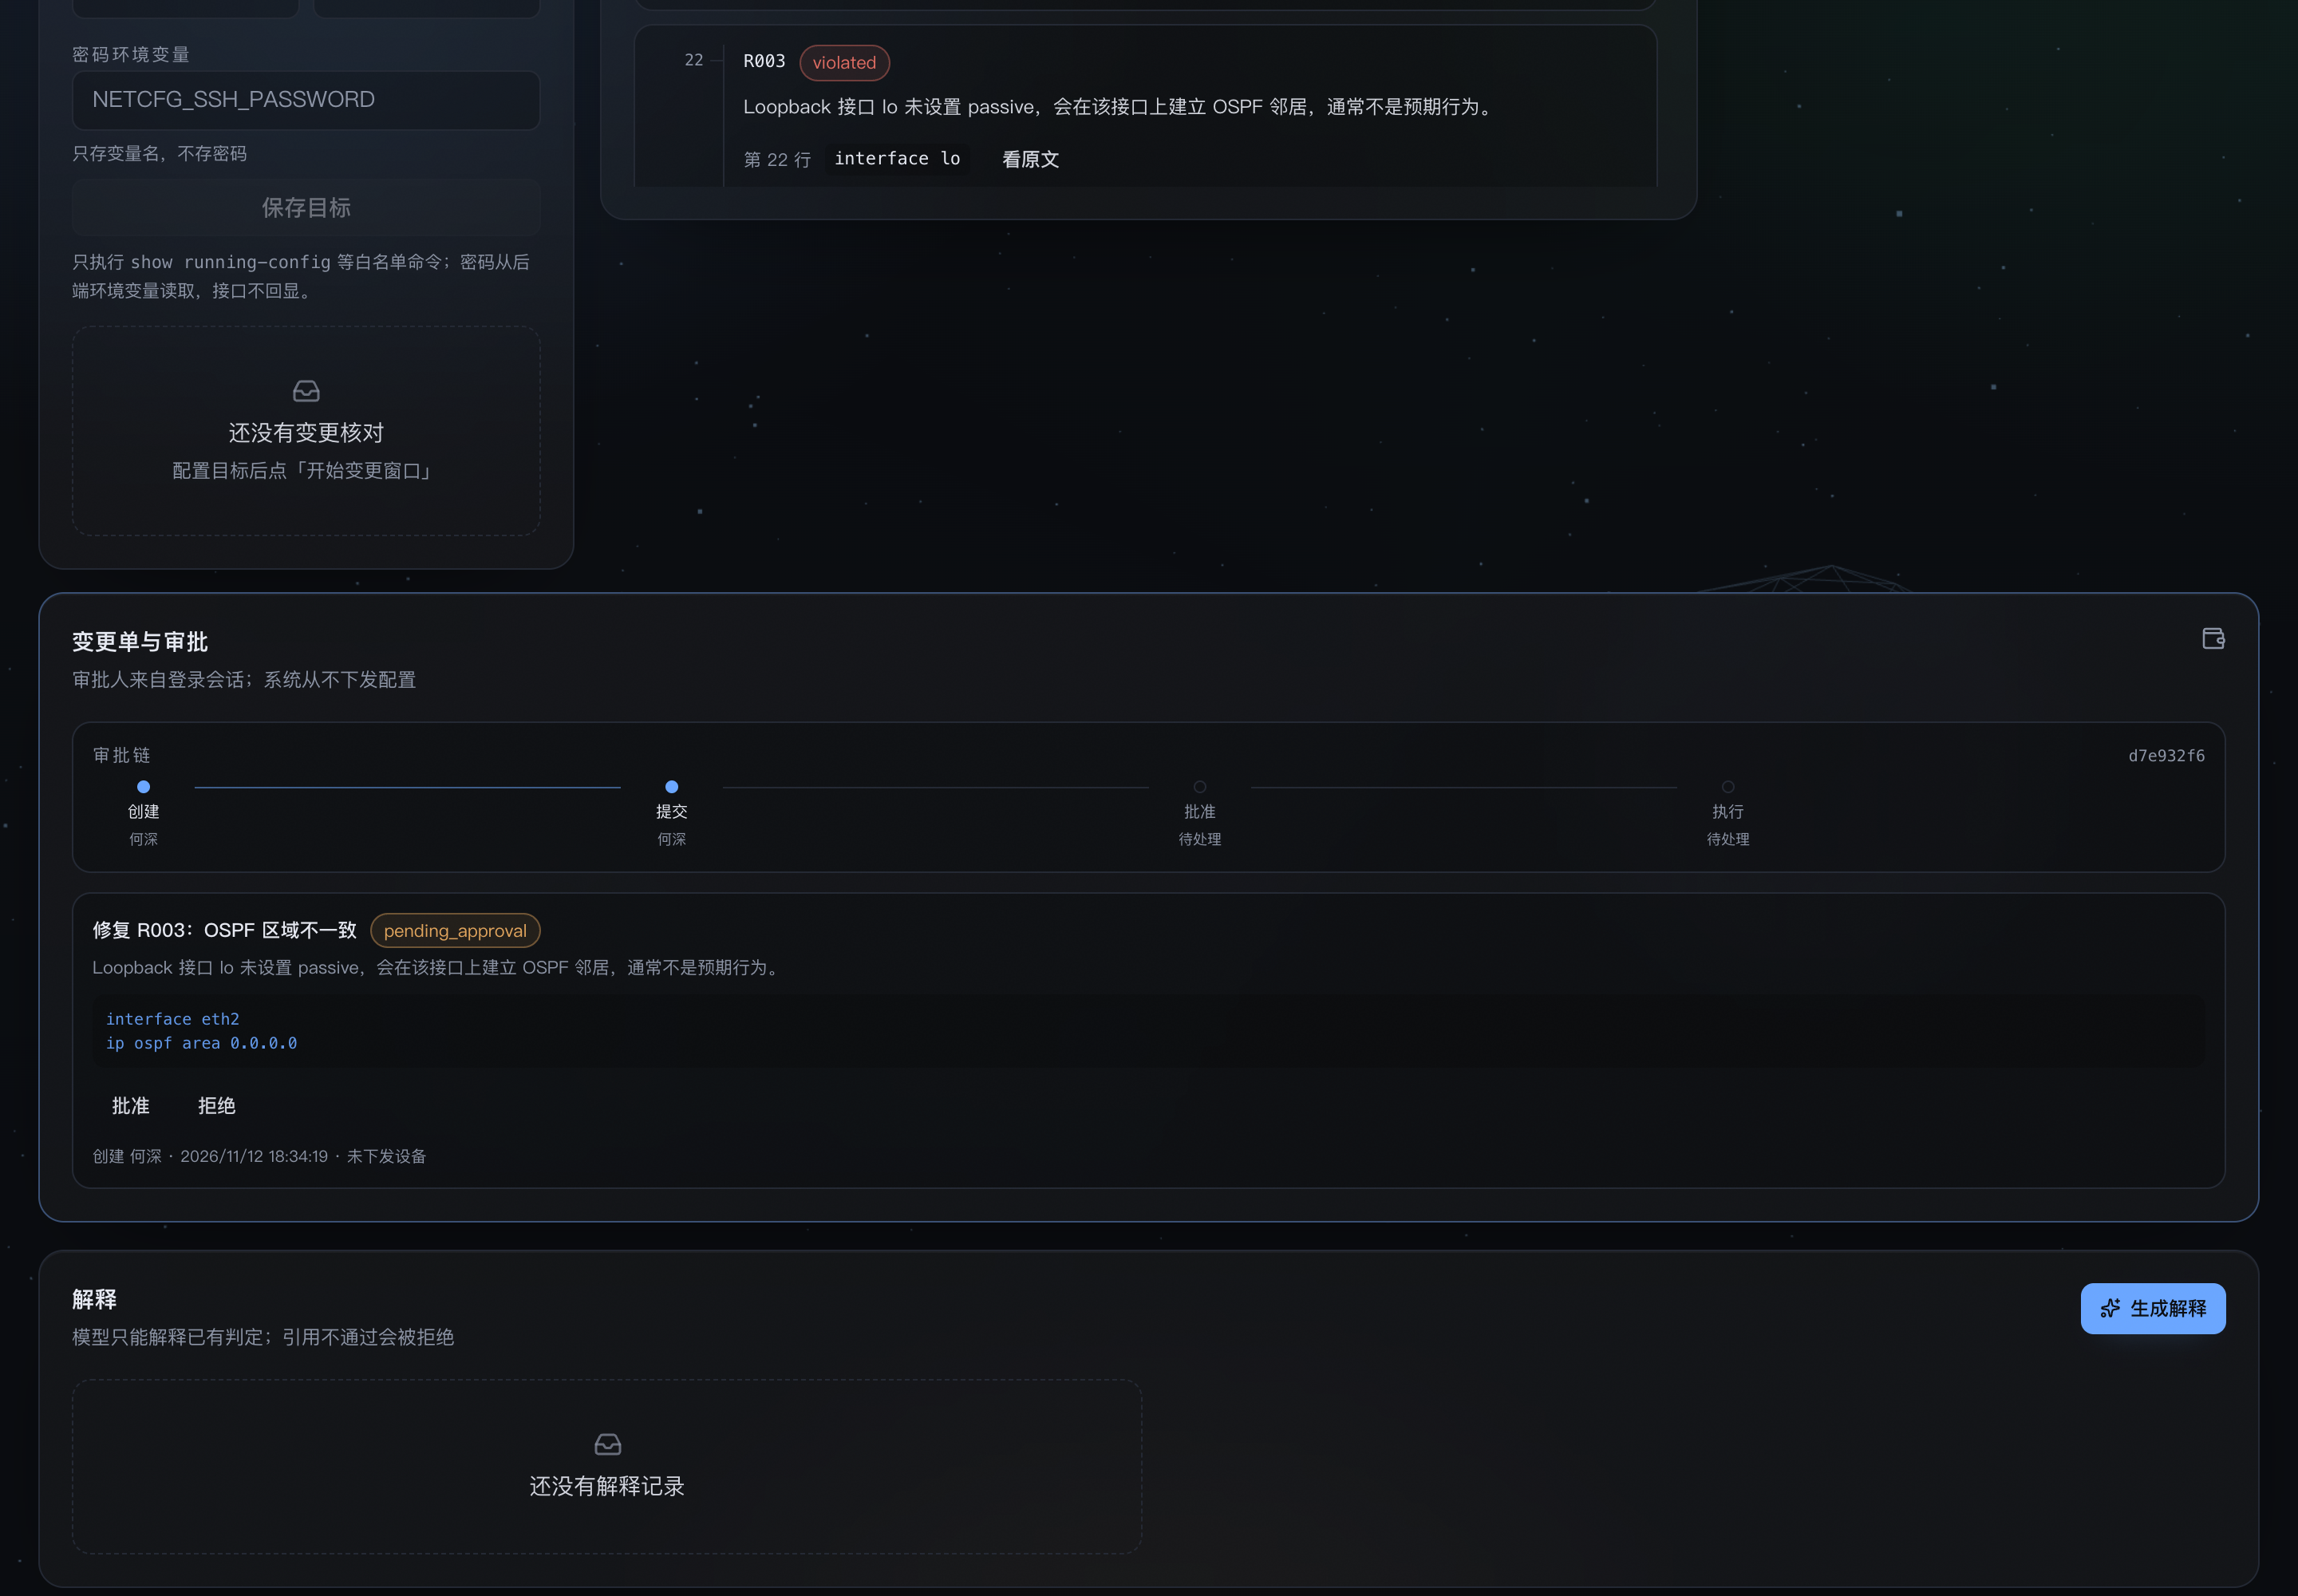 密码环境变量
NETCFG_SSH_PASSWORD
只存变量名，不存密码
保存目标
只执行 show running-config 等白名单命令；密码从后
端环境变量读取，接口不回显。
还没有变更核对
配置目标后点「开始变更窗口」
22
R003 violated
Loopback 接口 lo 未设置 passive，会在该接口上建立 OSPF 邻居，通常不是预期行为。
第 22 行 interface lo 看原文
变更单与审批
审批人来自登录会话；系统从不下发配置
审批链 d7e932f6
创建 提交 批准 执行
何深 何深 待处理 待处理
修复 R003：OSPF 区域不一致 pending_approval
Loopback 接口 lo 未设置 passive，会在该接口上建立 OSPF 邻居，通常不是预期行为。
interface eth2
ip ospf area 0.0.0.0
批准 拒绝
创建 何深 · 2026/11/12 18:34:19 · 未下发设备
解释
模型只能解释已有判定；引用不通过会被拒绝
生成解释
还没有解释记录